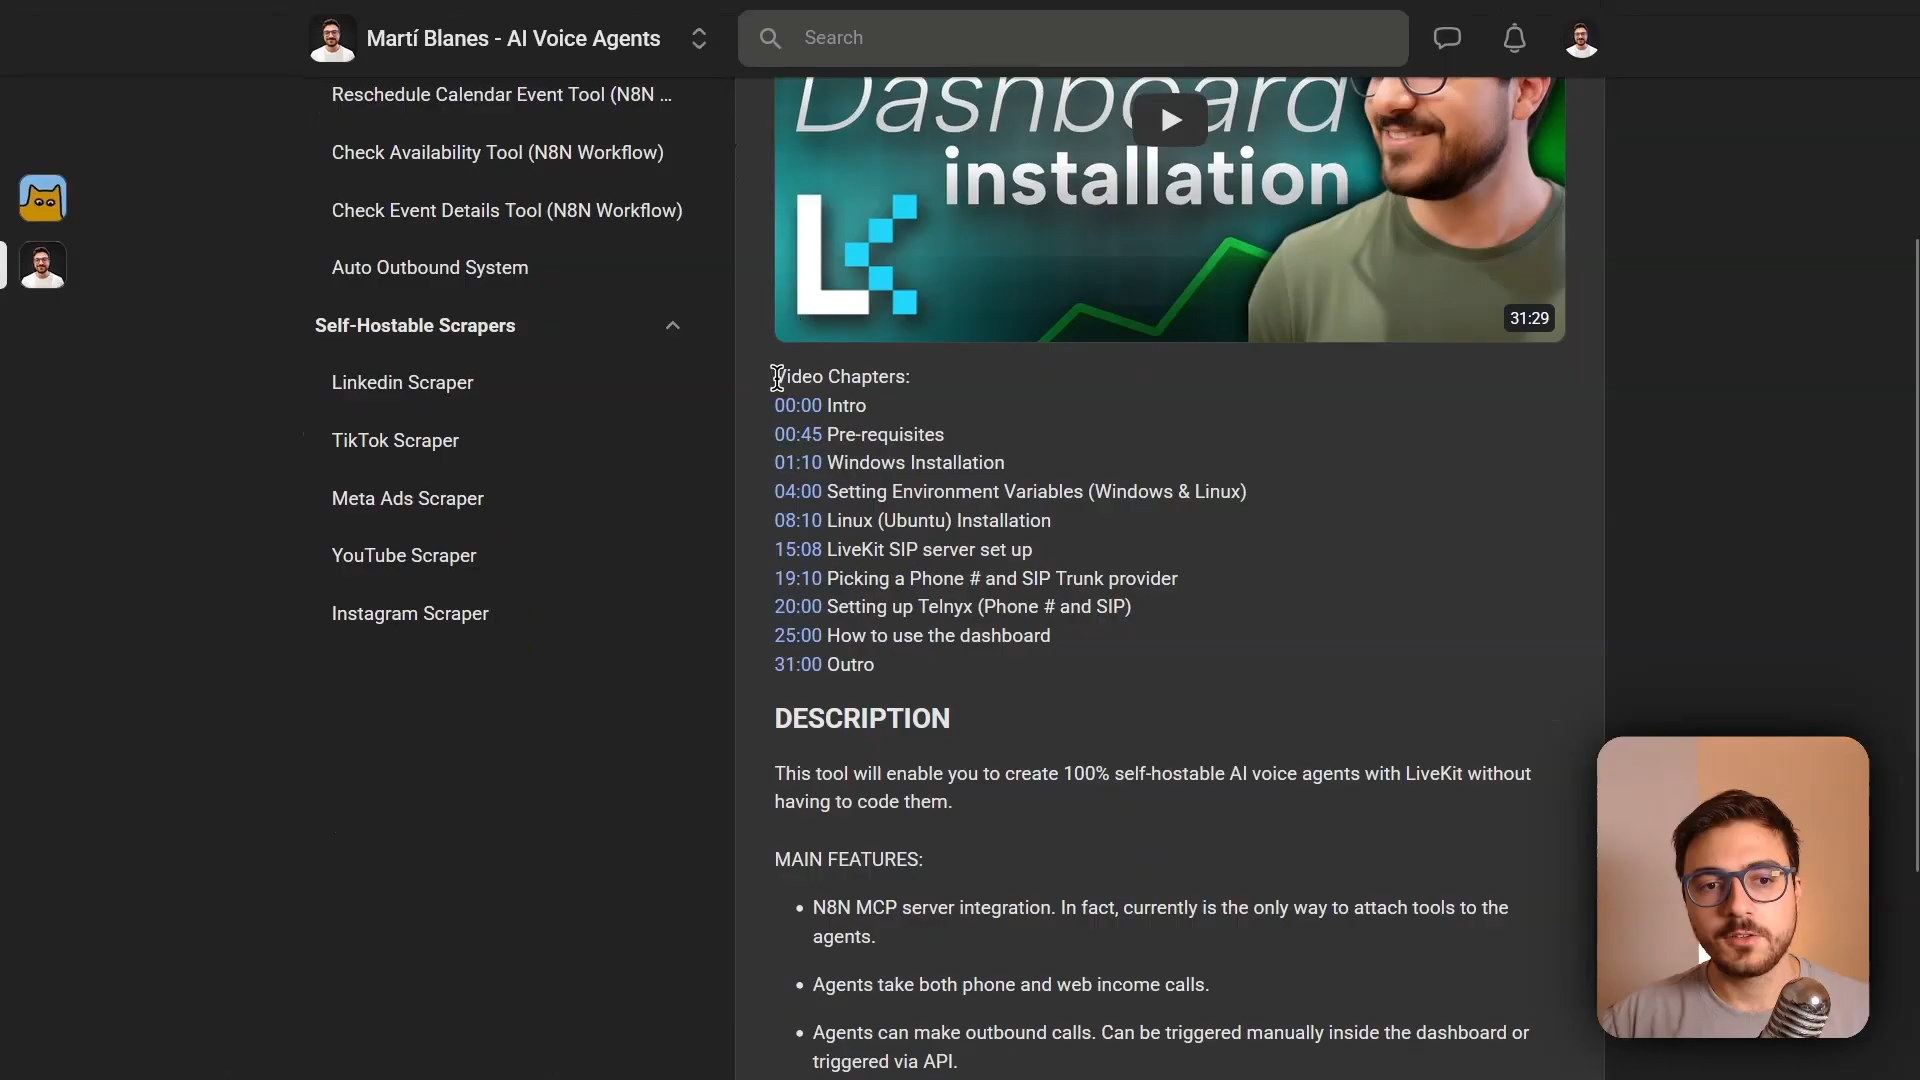 Martí Blanes - AI Voice Agents
Search
Reschedule Calendar Event Tool (N8N ...
Check Availability Tool (N8N Workflow)
Check Event Details Tool (N8N Workflow)
Auto Outbound System
Self-Hostable Scrapers
Linkedin Scraper
TikTok Scraper
Meta Ads Scraper
YouTube Scraper
Instagram Scraper
Dashboard
installation
LK
31:29
Video Chapters:
00:00 Intro
00:45 Pre-requisites
01:10 Windows Installation
04:00 Setting Environment Variables (Windows & Linux)
08:10 Linux (Ubuntu) Installation
15:08 LiveKit SIP server set up
19:10 Picking a Phone # and SIP Trunk provider
20:00 Setting up Telnyx (Phone # and SIP)
25:00 How to use the dashboard
31:00 Outro
DESCRIPTION
This tool will enable you to create 100% self-hostable AI voice agents with LiveKit without
having to code them.
MAIN FEATURES:
• N8N MCP server integration. In fact, currently is the only way to attach tools to the
agents.
• Agents take both phone and web income calls.
• Agents can make outbound calls. Can be triggered manually inside the dashboard or
triggered via API.